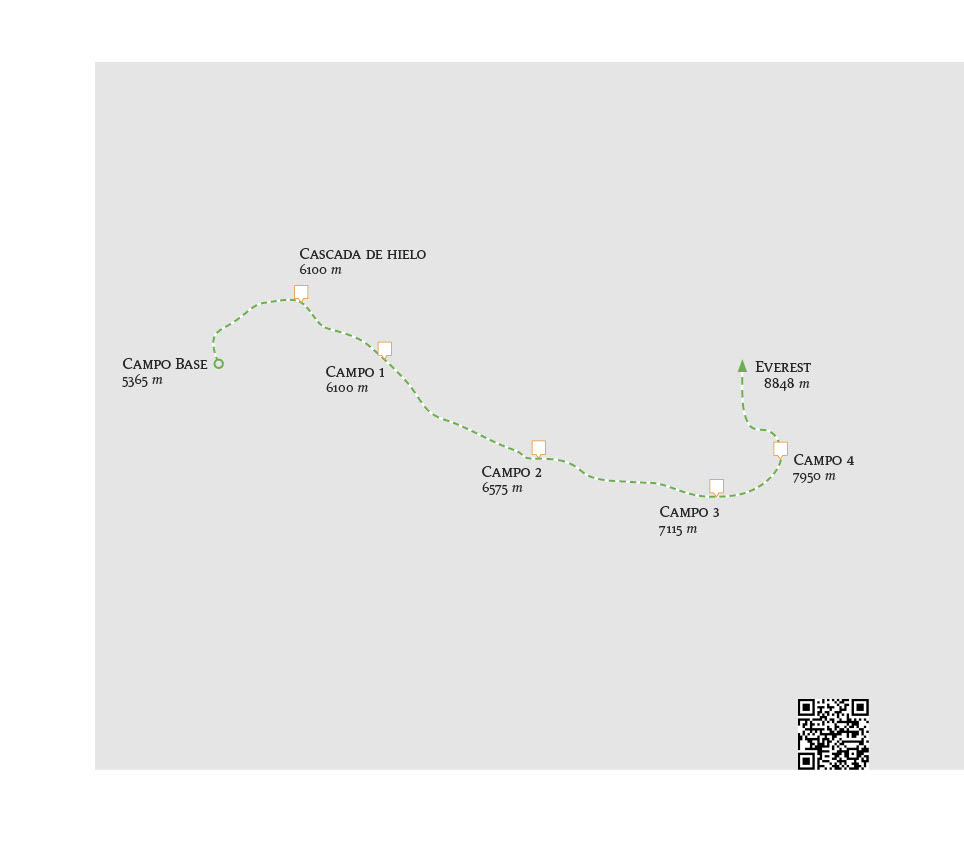 Cascada de hielo
6100 m
Campo Base
5365 m
Campo 1
6100 m
Everest
8848 m
Campo 2
6575 m
Campo 4
7950 m
Campo 3
7115 m